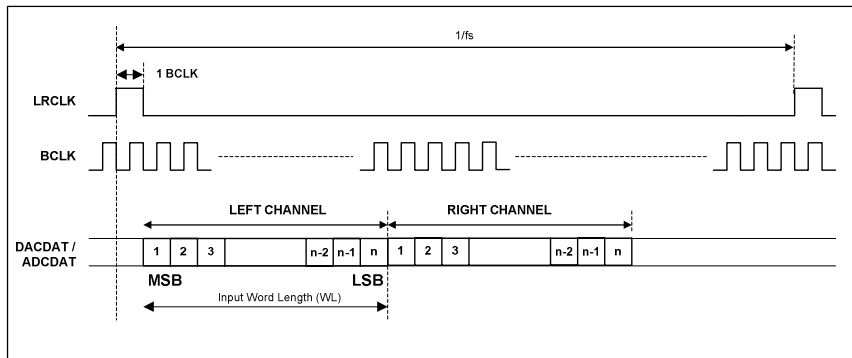 1/fs
1 BCLK
LRCLK
BCLK
LEFT CHANNEL
RIGHT CHANNEL
DACDAT /
ADCDAT
1 2 3 n-2 n-1 n 1 2 3 n-2 n-1 n
MSB LSB
Input Word Length (WL)